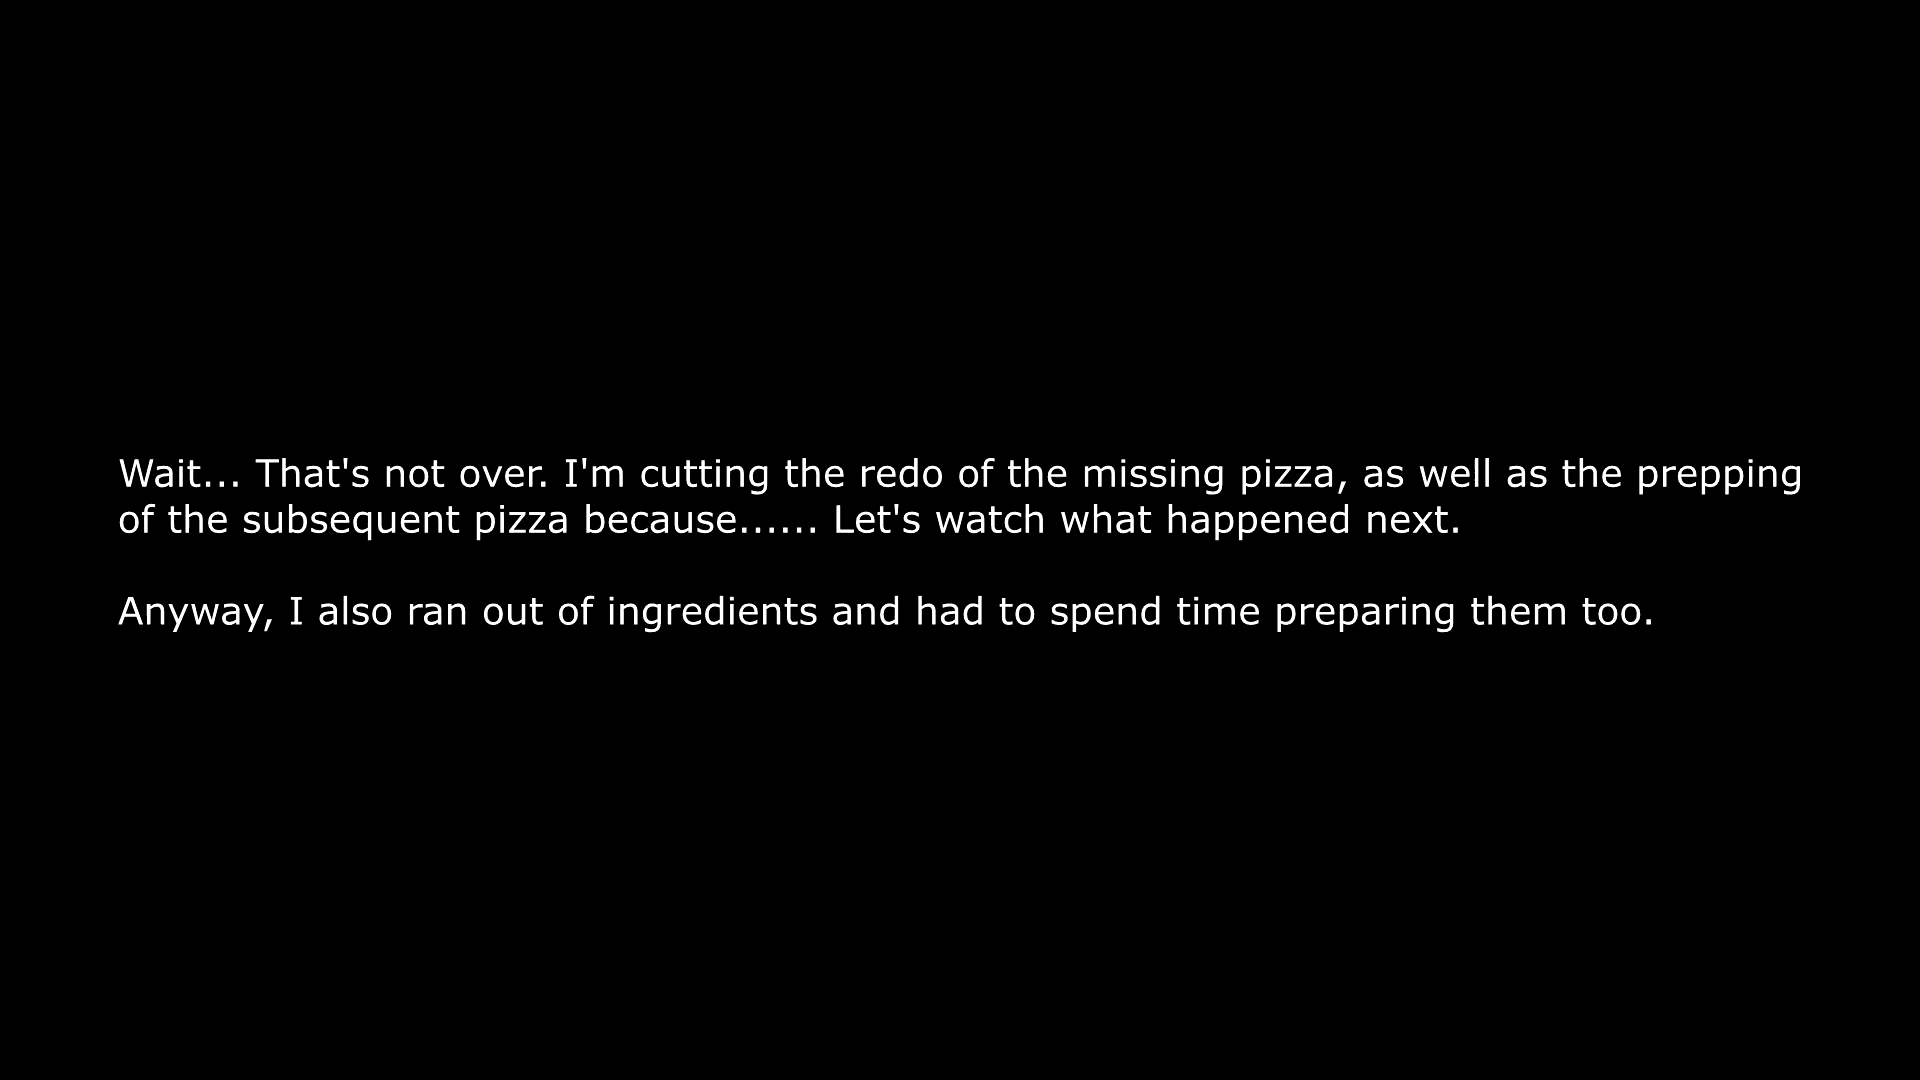 Wait... That's not over. I'm cutting the redo of the missing pizza, as well as the prepping
of the subsequent pizza because...... Let's watch what happened next.
Anyway, I also ran out of ingredients and had to spend time preparing them too.